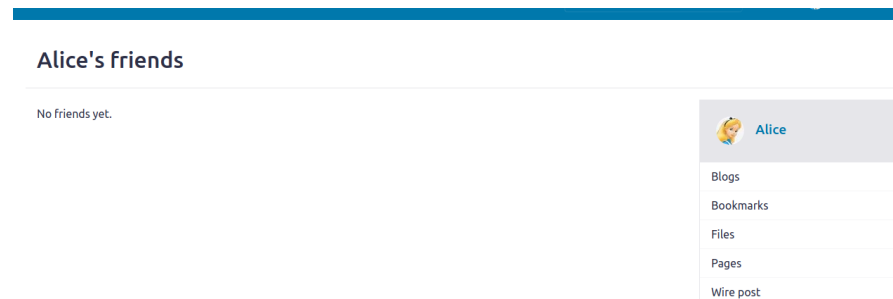 Alice's friends
No friends yet.
Alice
Blogs
Bookmarks
Files
Pages
Wire post